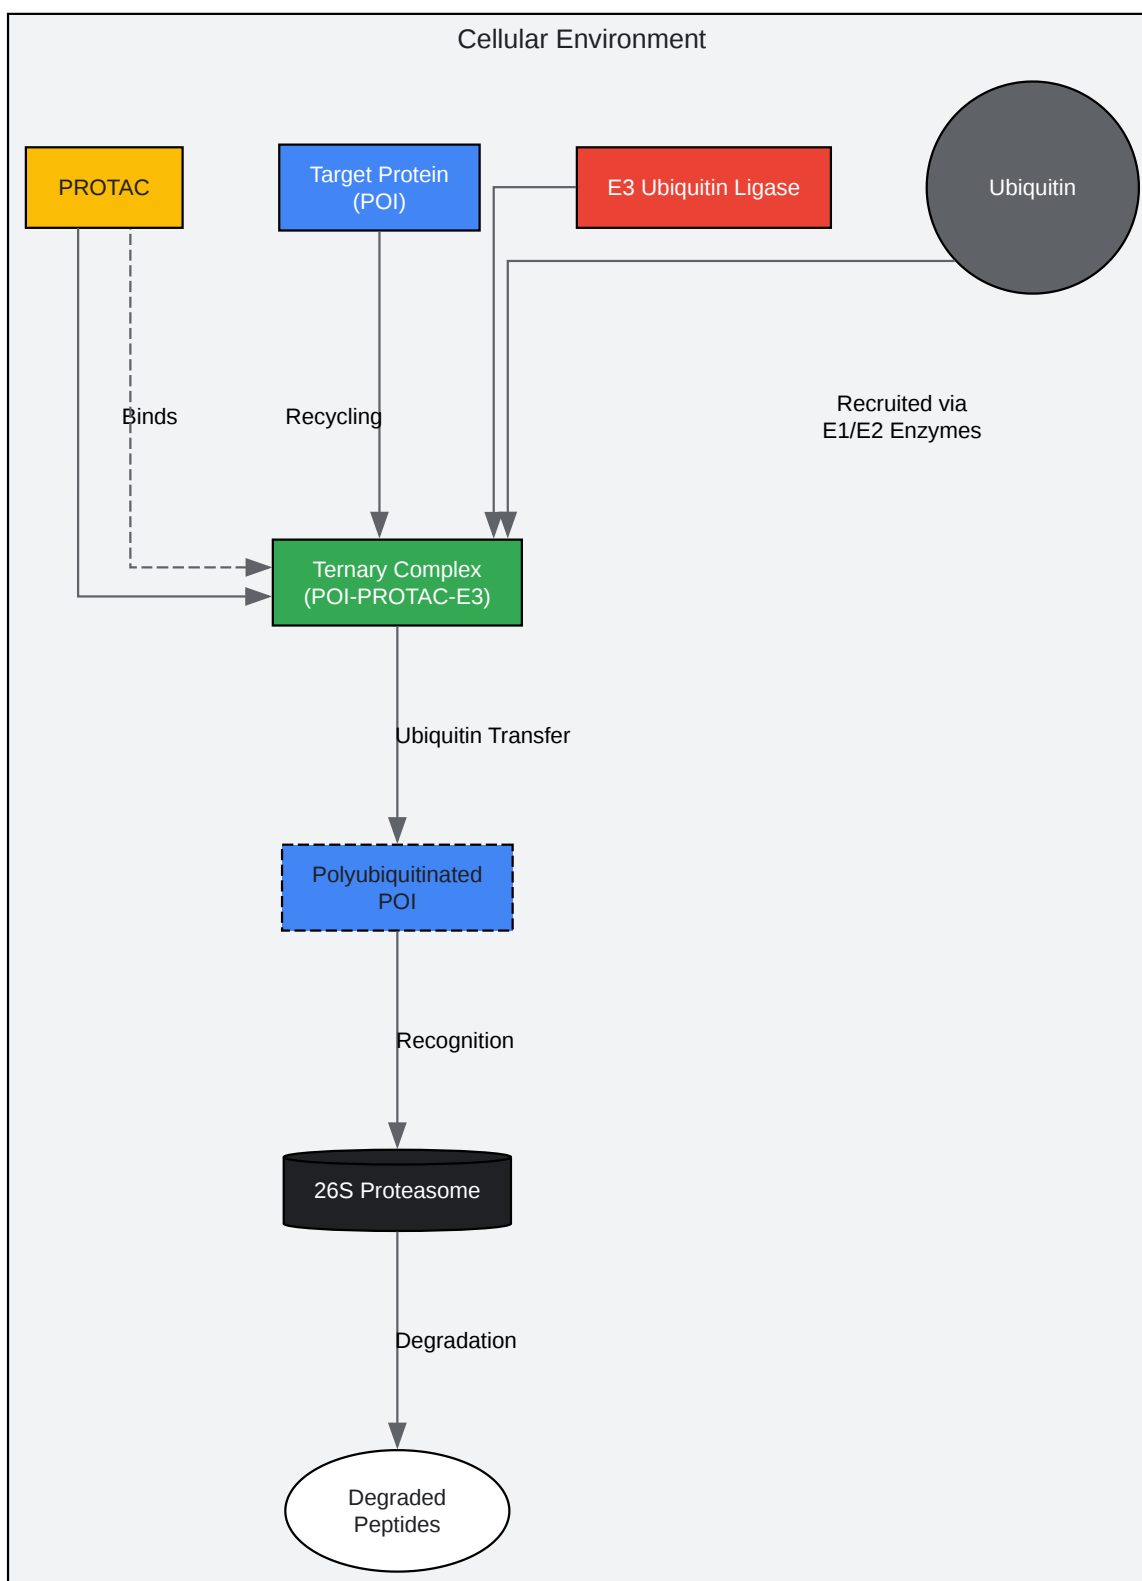 Cellular Environment
PROTAC
Target Protein
(POI)
E3 Ubiquitin Ligase
Ubiquitin
Binds
Recycling
Recruited via
E1/E2 Enzymes
Ternary Complex
(POI-PROTAC-E3)
Ubiquitin Transfer
Polyubiquitinated
POI
Recognition
26S Proteasome
Degradation
Degraded
Peptides